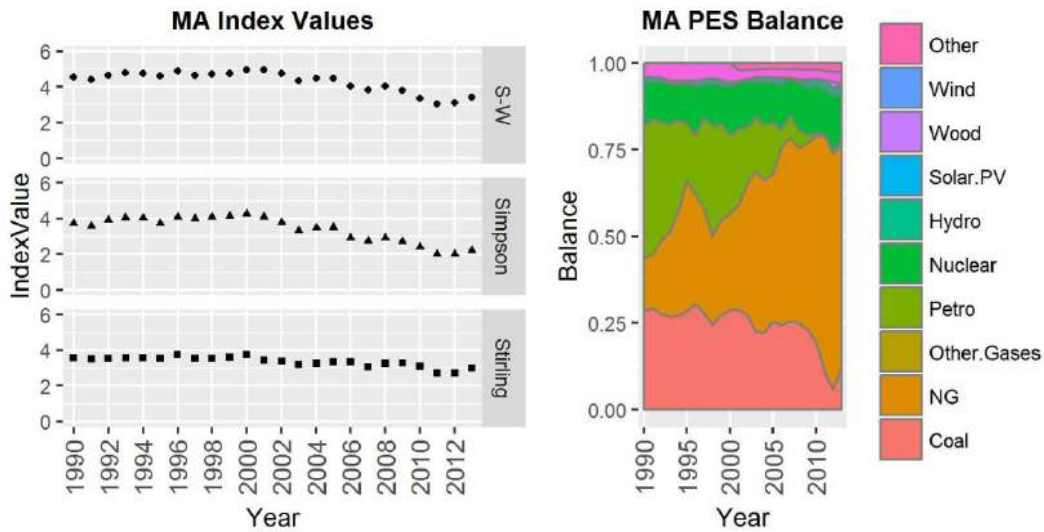 MA Index Values
IndexValue
6
4
2
0
S-W
6
4
2
0
Simpson
6
4
2
0
Stirling
1990
1992
1994
1996
1998
2000
2002
2004
2006
2008
2010
2012
Year
MA PES Balance
Balance
1.00
0.75
0.50
0.25
0.00
1990
1995
2000
2005
2010
Year
Other
Wind
Wood
Solar.PV
Hydro
Nuclear
Petro
Other.Gases
NG
Coal